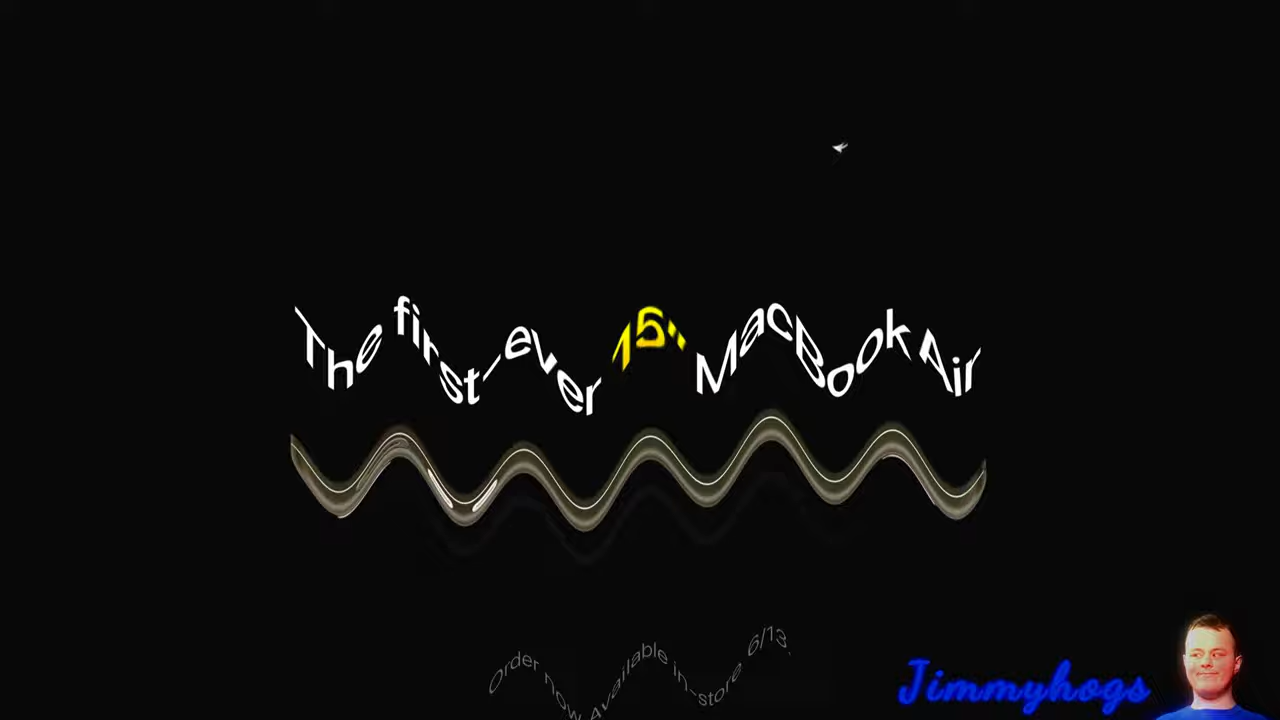 The first-ever 15" MacBook Air
Order now. Available in-store 6/13.
Jimmyhogs